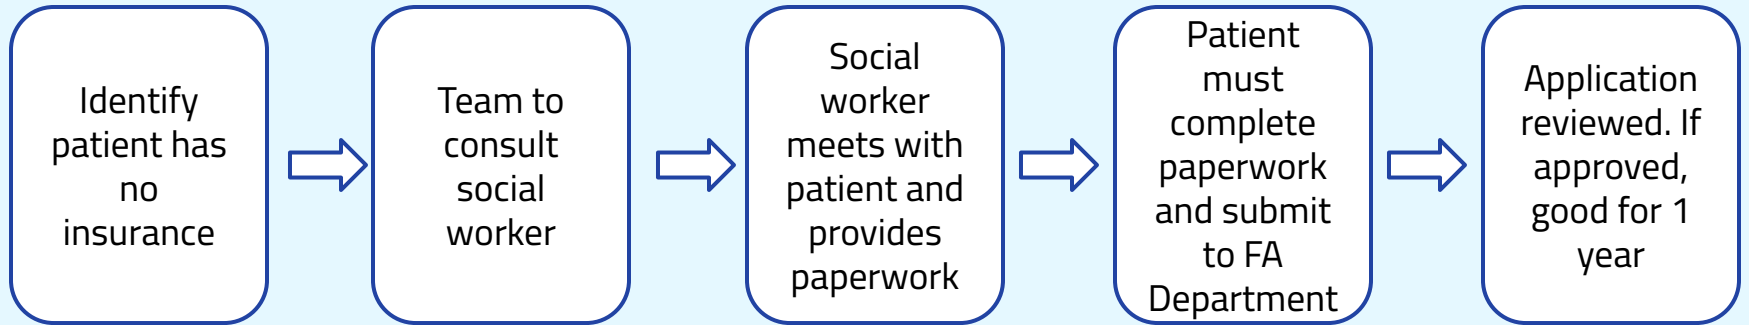 Identify
patient has
no
insurance
Team to
consult
social
worker
Social
worker
meets with
patient and
provides
paperwork
Patient
must
complete
paperwork
and submit
to FA
Department
Application
reviewed. If
approved,
good for 1
year